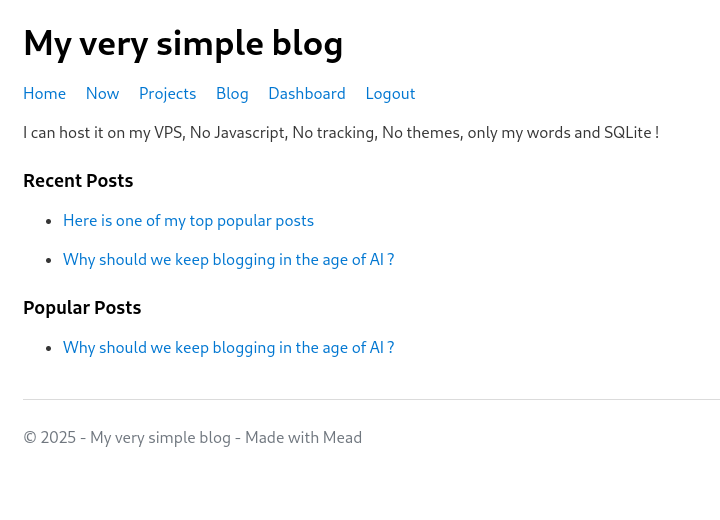 My very simple blog
Home Now Projects Blog Dashboard Logout
I can host it on my VPS, No Javascript, No tracking, No themes, only my words and SQLite !
Recent Posts
Here is one of my top popular posts
Why should we keep blogging in the age of AI ?
Popular Posts
Why should we keep blogging in the age of AI ?
© 2025 - My very simple blog - Made with Mead